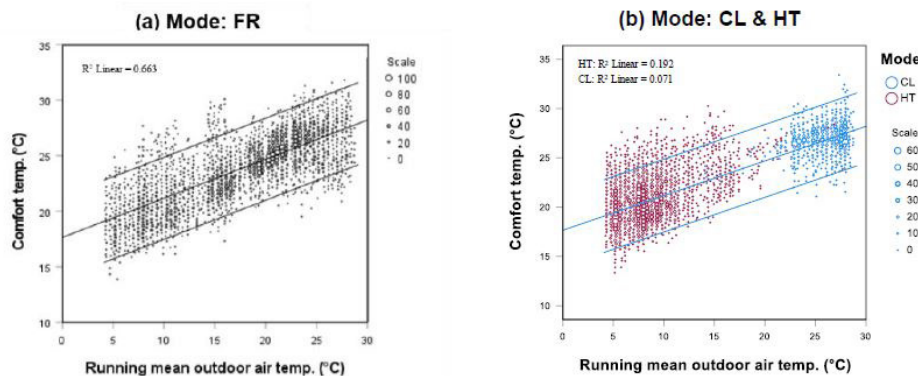 (a) Mode: FR
R² Linear = 0.663
Comfort temp. (°C)
35
30
25
20
15
10
0
5
10
15
20
25
30
Running mean outdoor air temp. (°C)
Scale
100
80
60
40
20
0
(b) Mode: CL & HT
HT: R² Linear = 0.192
CL: R² Linear = 0.071
Comfort temp. (°C)
35
30
25
20
15
10
0
5
10
15
20
25
30
Running mean outdoor air temp. (°C)
Mode
CL
HT
Scale
60
50
40
30
20
10
0